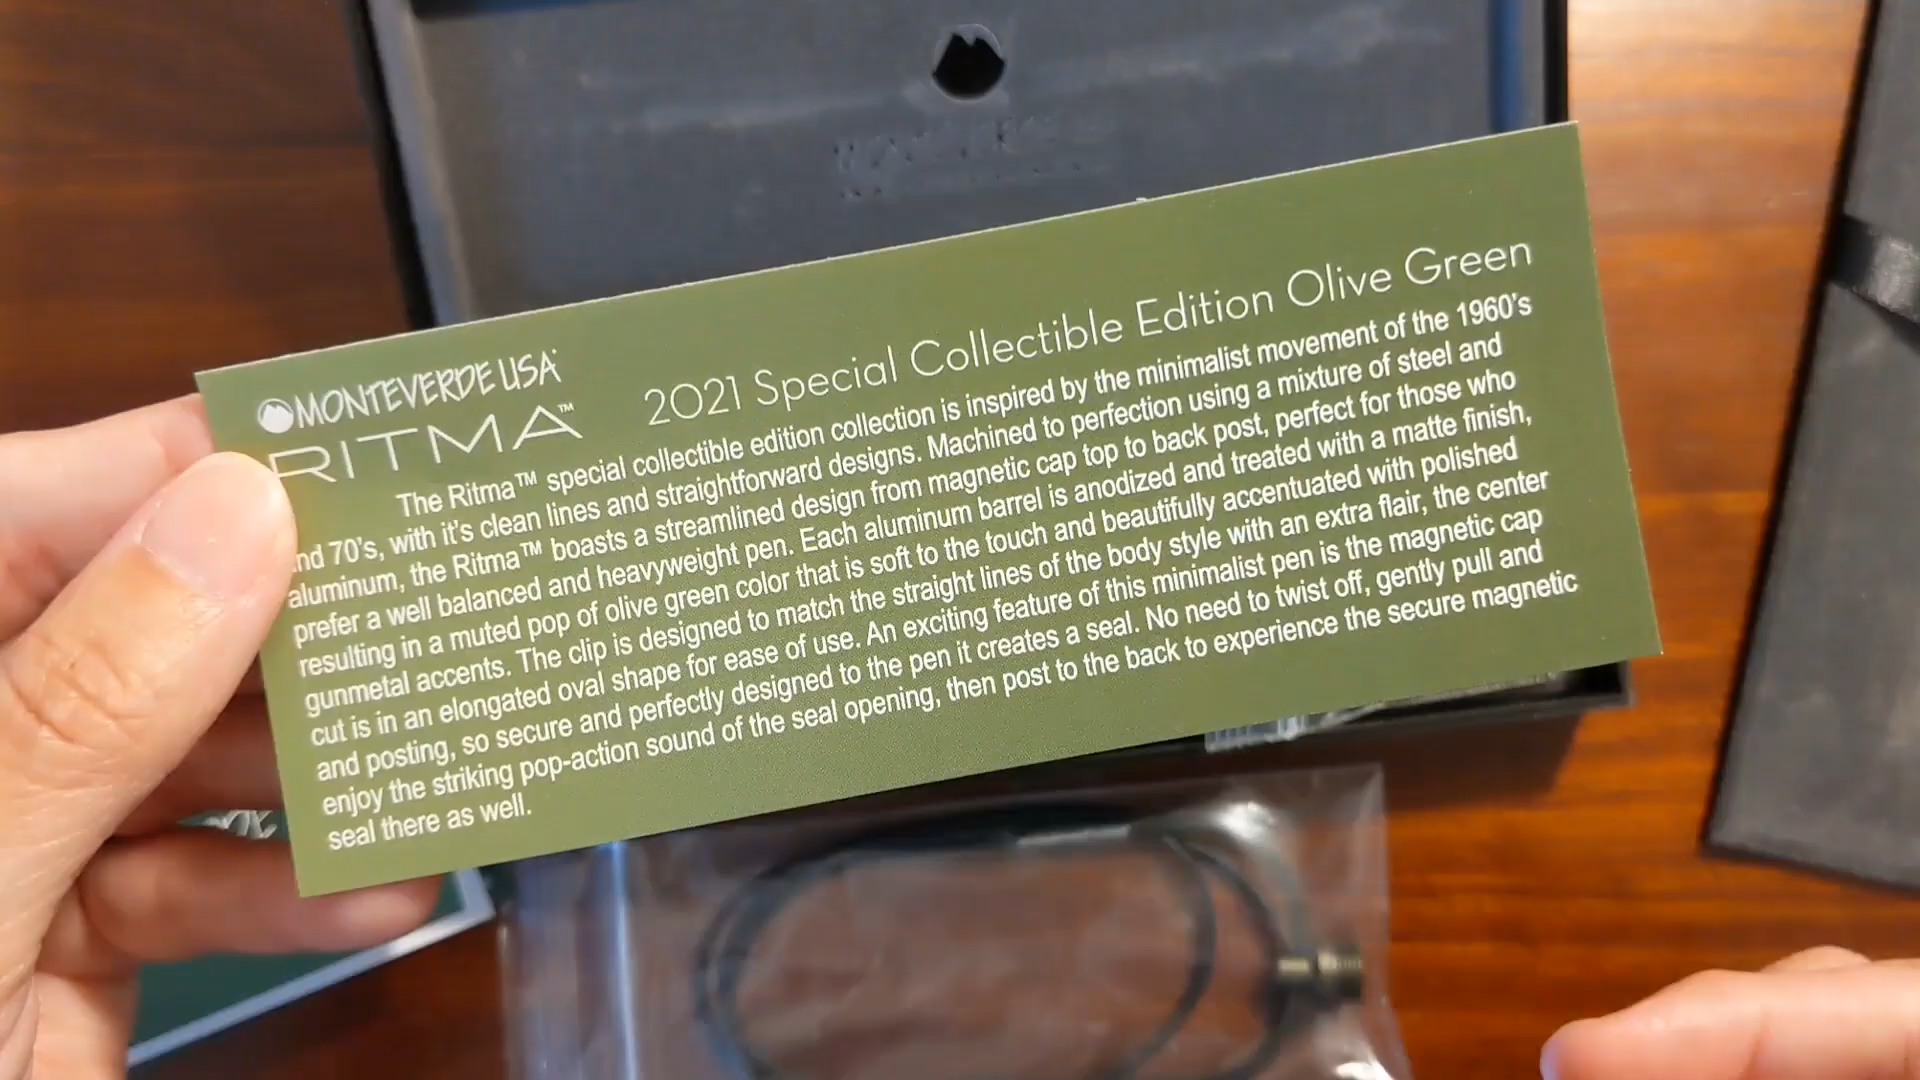 MONTEVERDE USA
RITMA™
2021 Special Collectible Edition Olive Green
The Ritma™ special collectible edition collection is inspired by the minimalist movement of the 1960's
nd 70's, with it's clean lines and straightforward designs. Machined to perfection using a mixture of steel and
aluminum, the Ritma™ boasts a streamlined design from magnetic cap top to back post, perfect for those who
prefer a well balanced and heavyweight pen. Each aluminum barrel is anodized and treated with a matte finish,
resulting in a muted pop of olive green color that is soft to the touch and beautifully accentuated with polished
gunmetal accents. The clip is designed to match the straight lines of the body style with an extra flair, the center
cut is in an elongated oval shape for ease of use. An exciting feature of this minimalist pen is the magnetic cap
and posting, so secure and perfectly designed to the pen it creates a seal. No need to twist off, gently pull and
enjoy the striking pop-action sound of the seal opening, then post to the back to experience the secure magnetic
seal there as well.